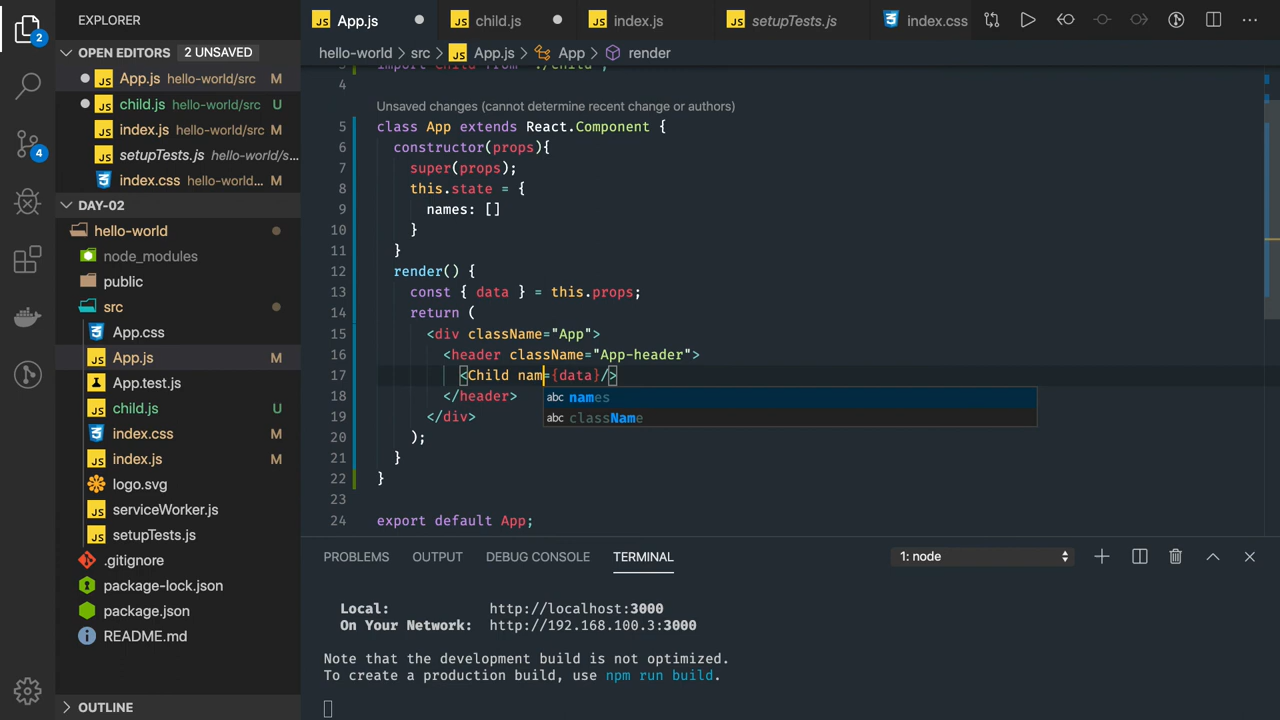 EXPLORER
OPEN EDITORS 2 UNSAVED
App.js hello-world/src M
child.js hello-world/src U
index.js hello-world/src M
setupTests.js hello-world/s...
index.css hello-world... M
DAY-02
hello-world
node_modules
public
src
App.css
App.js M
App.test.js
child.js U
index.css M
index.js M
logo.svg
serviceWorker.js
setupTests.js
.gitignore
package-lock.json
package.json
README.md
OUTLINE
2
4
App.js child.js index.js setupTests.js index.css
hello-world > src > App.js > App > render
3 import Child from './child';
4
Unsaved changes (cannot determine recent change or authors)
5 class App extends React.Component {
6 constructor(props){
7 super(props);
8 this.state = {
9 names: []
10 }
11 }
12 render() {
13 const { data } = this.props;
14 return (
15 <div className="App">
16 <header className="App-header">
17 <Child nam={data}/>
18 </header>
19 </div>
20 );
21 }
22 }
23
24 export default App;
abc names
abc className
PROBLEMS OUTPUT DEBUG CONSOLE TERMINAL 1: node
Local: http://localhost:3000
On Your Network: http://192.168.100.3:3000
Note that the development build is not optimized.
To create a production build, use npm run build.